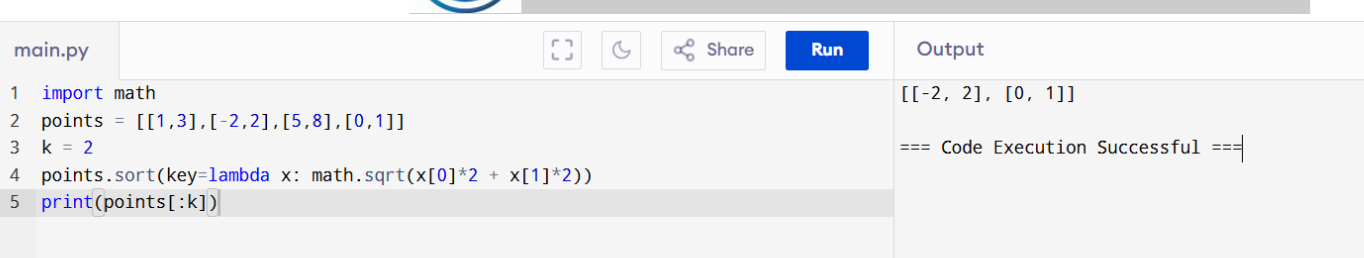 main.py Share Run Output
1 import math
2 points = [[1,3],[-2,2],[5,8],[0,1]]
3 k = 2
4 points.sort(key=lambda x: math.sqrt(x[0]*2 + x[1]*2))
5 print(points[:k])
[[-2, 2], [0, 1]]
=== Code Execution Successful ===